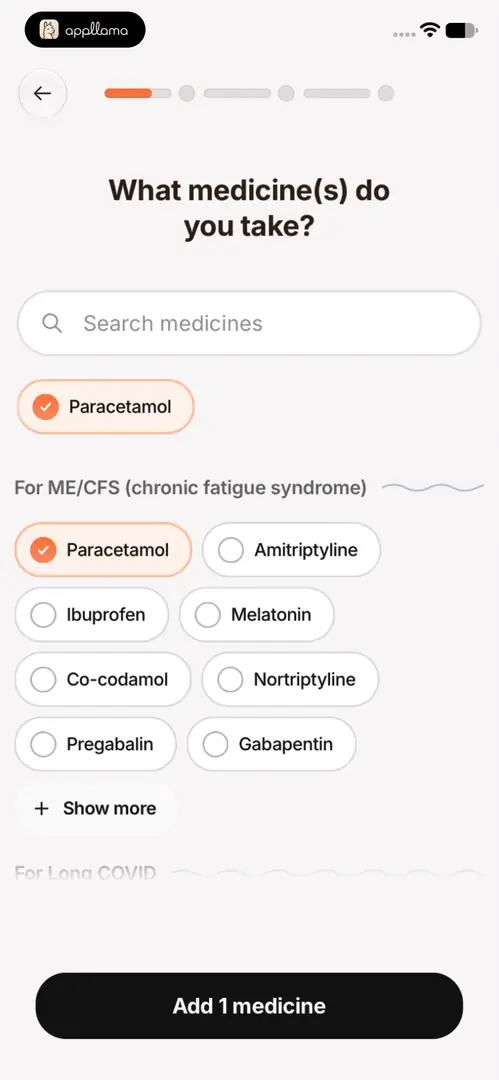 appllama
What medicine(s) do
you take?
Search medicines
Paracetamol
For ME/CFS (chronic fatigue syndrome)
Paracetamol
Amitriptyline
Ibuprofen
Melatonin
Co-codamol
Nortriptyline
Pregabalin
Gabapentin
Show more
For Long COVID
Add 1 medicine